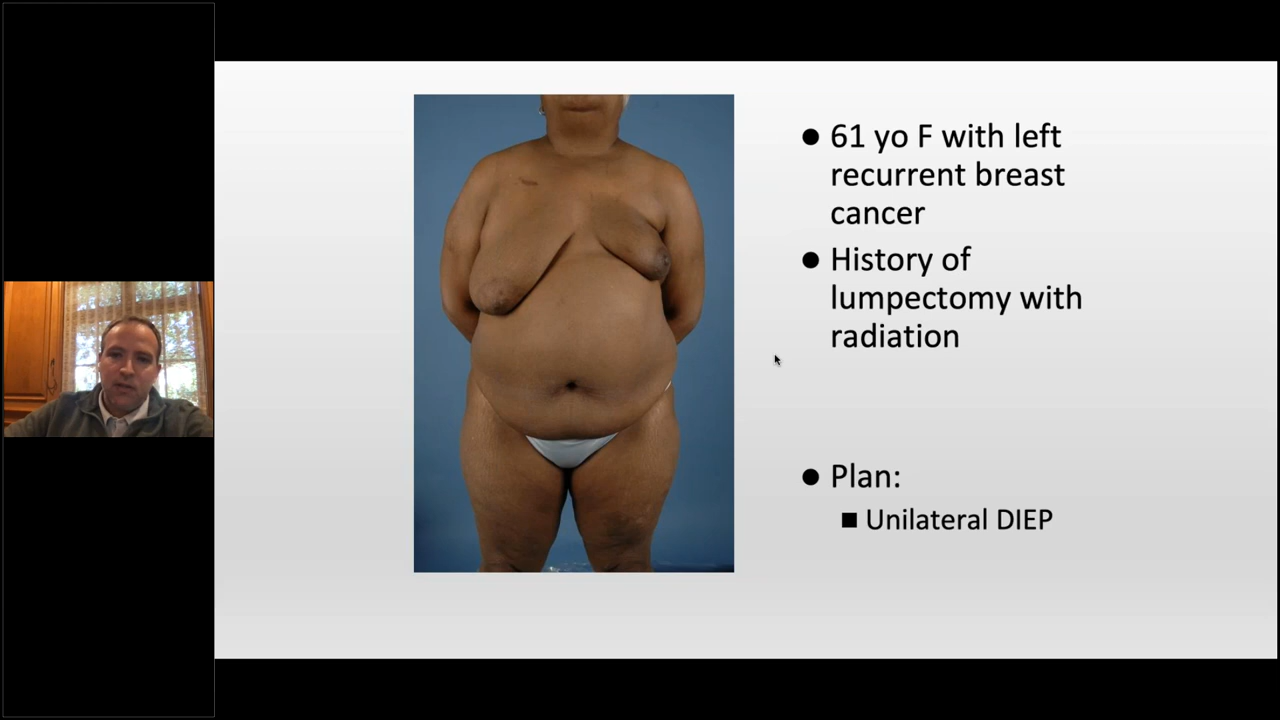 ● 61 yo F with left
recurrent breast
cancer
● History of
lumpectomy with
radiation
● Plan:
■ Unilateral DIEP